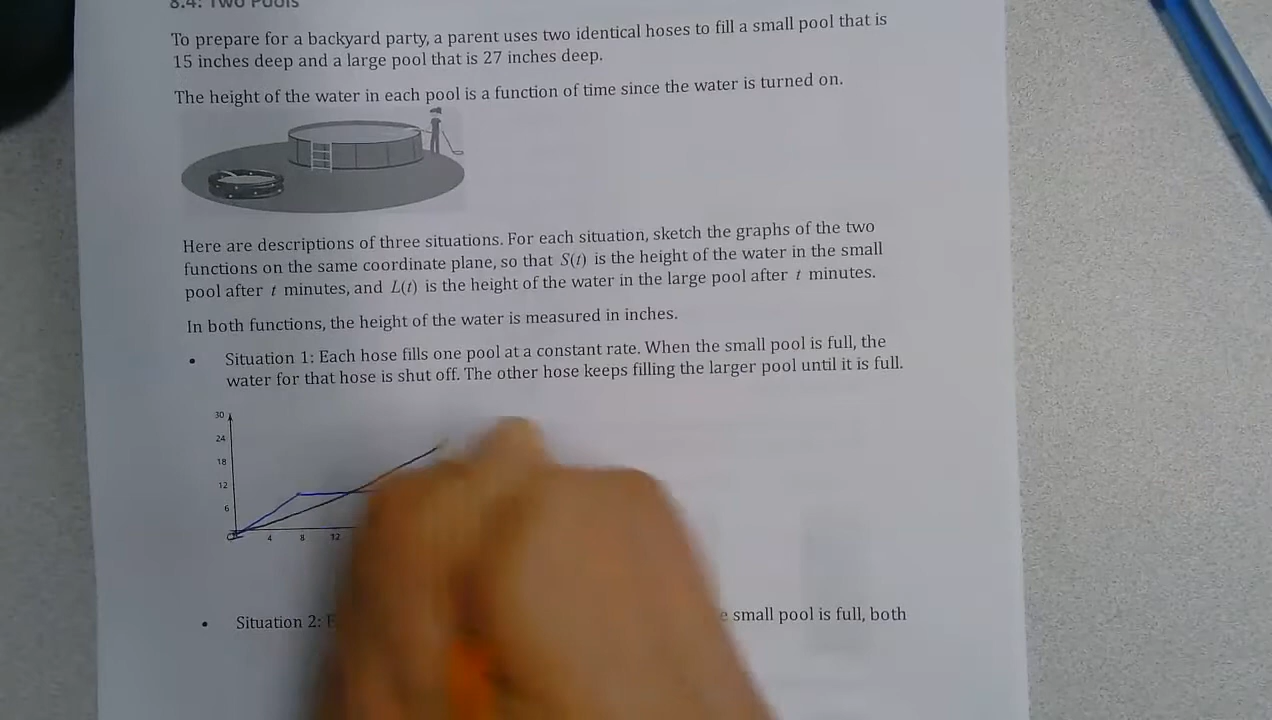 8.4: Two Pools
To prepare for a backyard party, a parent uses two identical hoses to fill a small pool that is
15 inches deep and a large pool that is 27 inches deep.
The height of the water in each pool is a function of time since the water is turned on.
Here are descriptions of three situations. For each situation, sketch the graphs of the two
functions on the same coordinate plane, so that S(t) is the height of the water in the small
pool after t minutes, and L(t) is the height of the water in the large pool after t minutes.
In both functions, the height of the water is measured in inches.
• Situation 1: Each hose fills one pool at a constant rate. When the small pool is full, the
water for that hose is shut off. The other hose keeps filling the larger pool until it is full.
30
24
18
12
6
4 8 12
• Situation 2: small pool is full, both